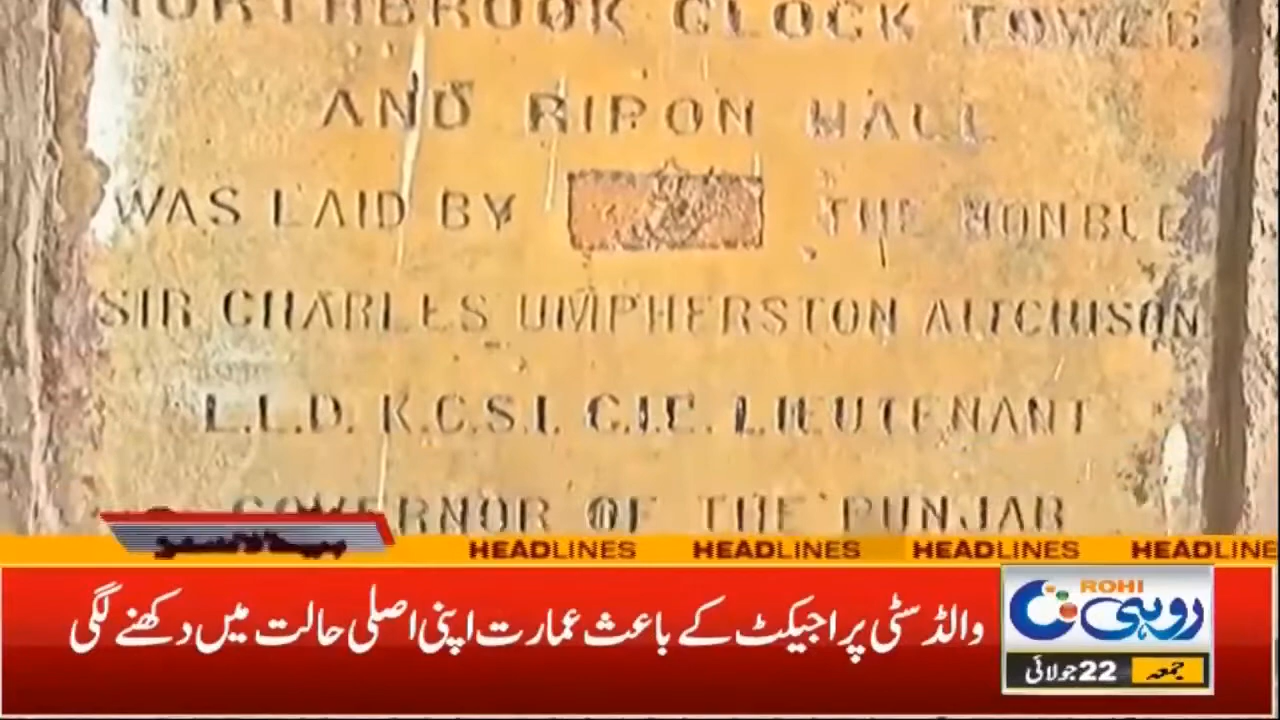 NORTHBROOK CLOCK TOWER
AND RIPON HALL
WAS LAID BY THE HONBLE
SIR CHARLES UMPHERSTON AITCHISON
L.L.D. K.C.S.I. C.I.E. LIEUTENANT
GOVERNOR OF THE PUNJAB
ہیڈلائنز
HEADLINES HEADLINES HEADLINES HEADLINE
والڈ سٹی پراجیکٹ کے باعث عمارت اپنی اصلی حالت میں دکھنے لگی
ROHI
روہی
جمعہ 22 جولائی